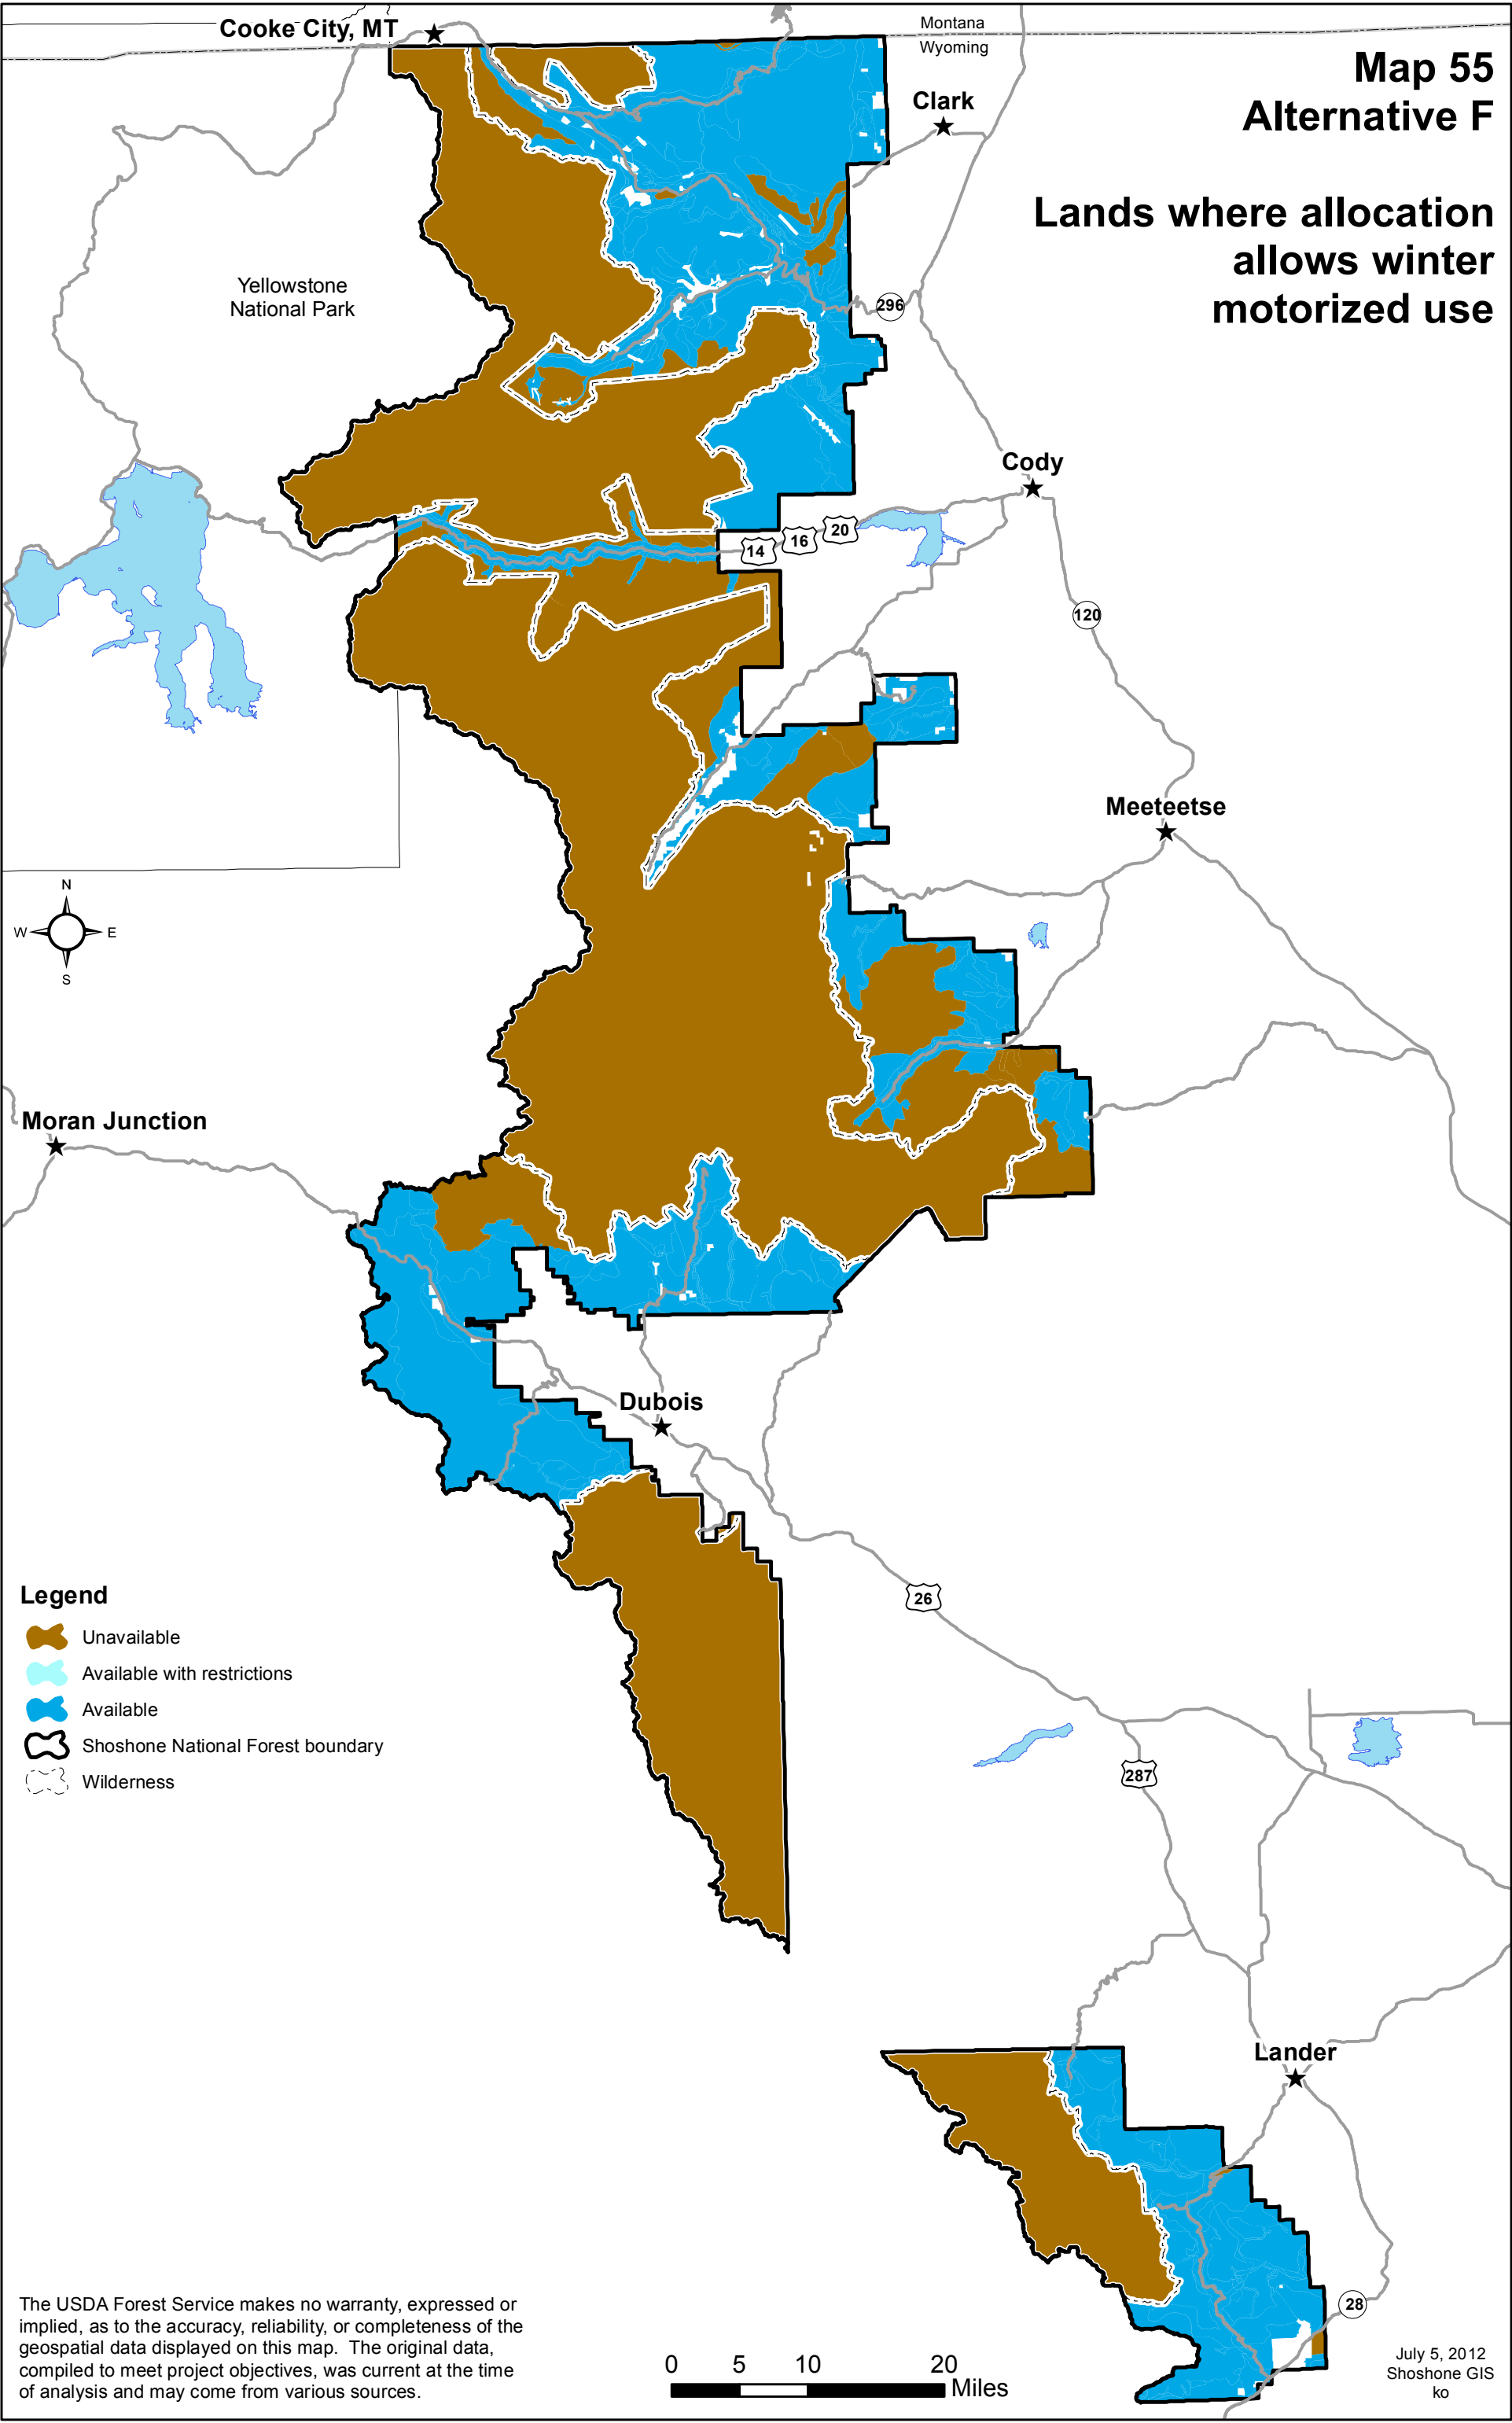 Cooke City, MT
Montana
Wyoming
Map 55
Alternative F
Clark
Lands where allocation
allows winter
motorized use
Yellowstone
National Park
296
Cody
20
16
14
120
Meeteetse
N
W
E
S
Moran Junction
Dubois
26
Legend
Unavailable
Available with restrictions
Available
Shoshone National Forest boundary
Wilderness
287
Lander
28
The USDA Forest Service makes no warranty, expressed or
implied, as to the accuracy, reliability, or completeness of the
geospatial data displayed on this map. The original data,
compiled to meet project objectives, was current at the time
of analysis and may come from various sources.
0 5 10 20
Miles
July 5, 2012
Shoshone GIS
ko